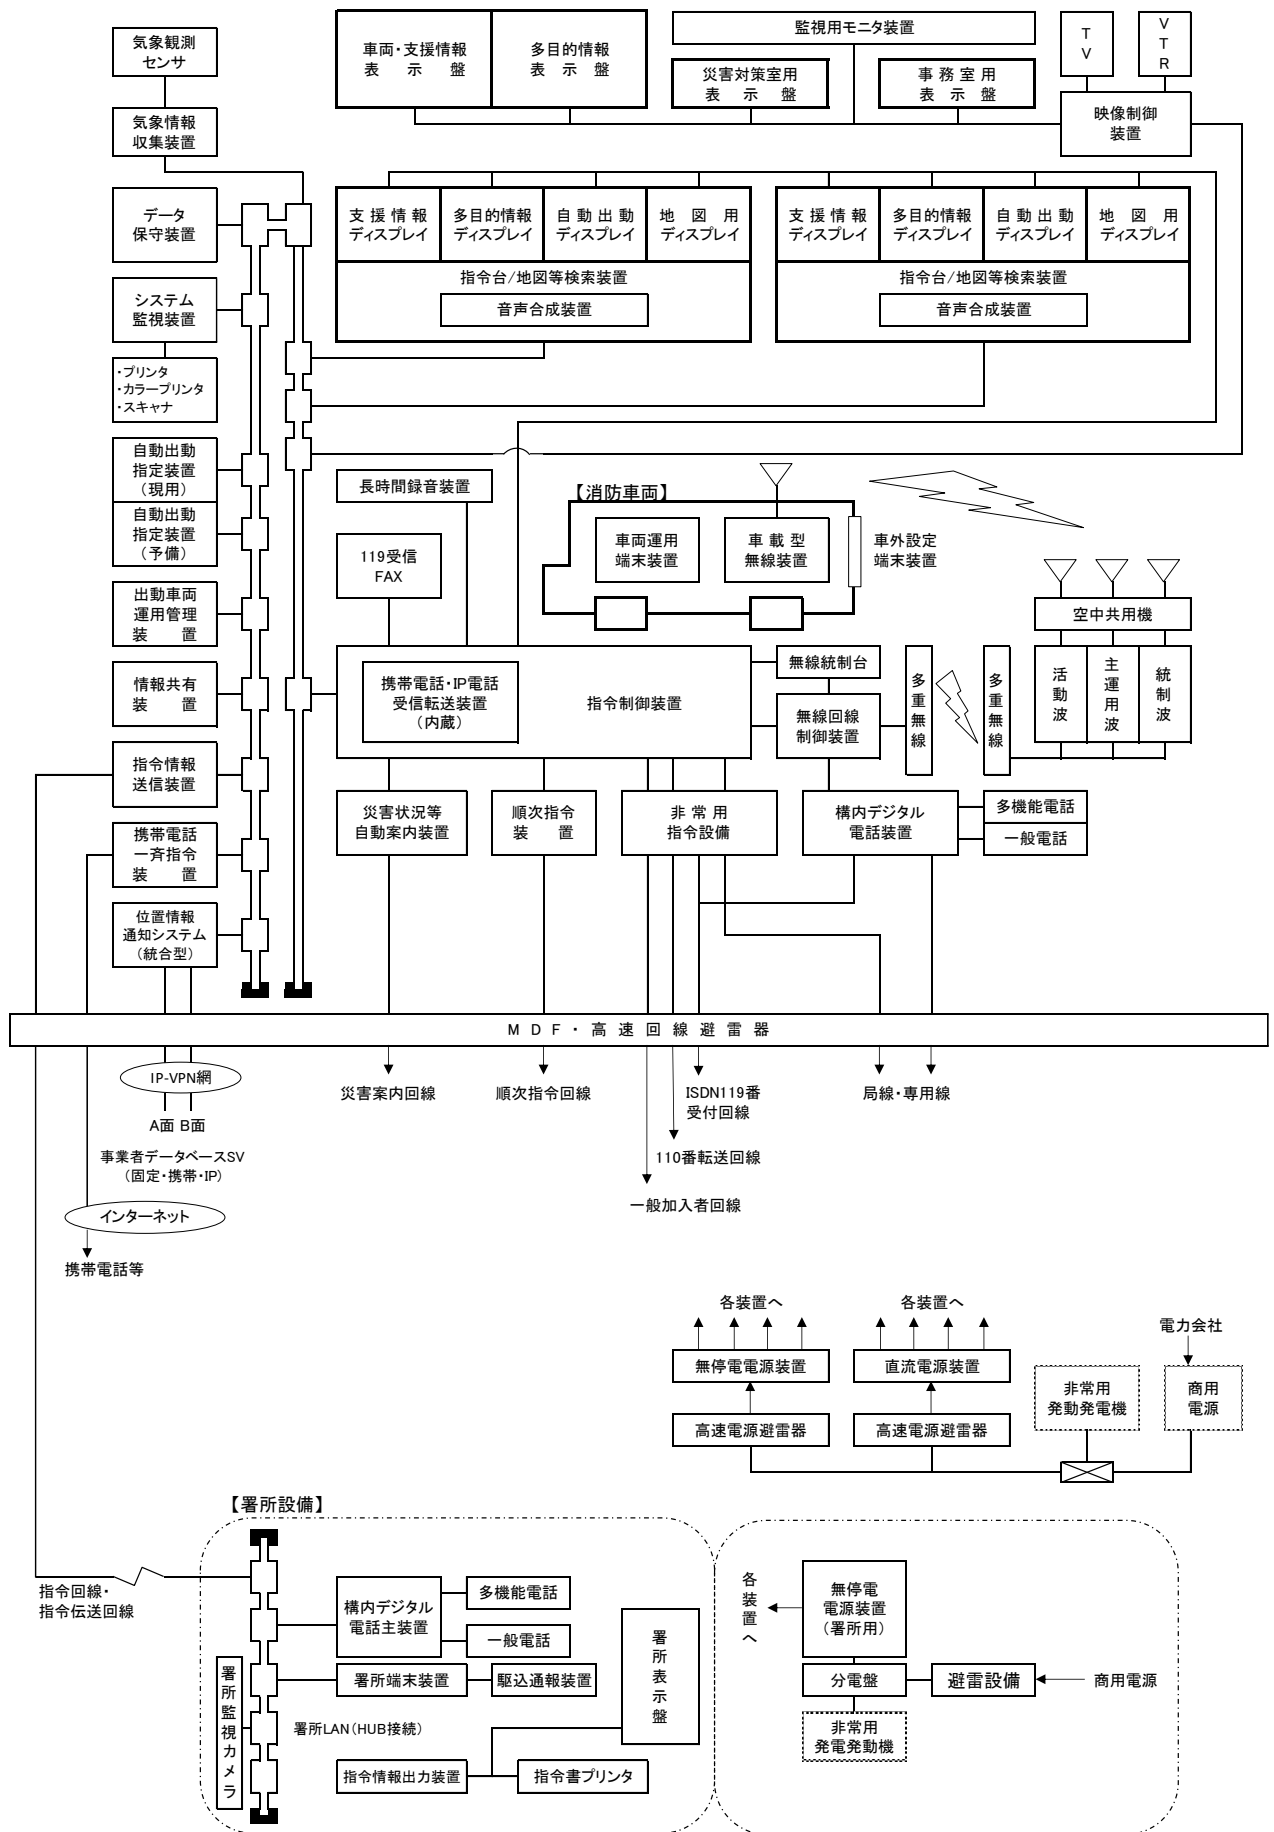 気象観測
センサ
車両・支援情報
表 示 盤
多目的情報
表 示 盤
監視用モニタ装置
災害対策室用
表 示 盤
事務室用
表 示 盤
TV
VTR
映像制御
装置
気象情報
収集装置
データ
保守装置
システム
監視装置
・プリンタ
・カラープリンタ
・スキャナ
支援情報
ディスプレイ
多目的情報
ディスプレイ
自動出動
ディスプレイ
地図用
ディスプレイ
指令台/地図等検索装置
音声合成装置
支援情報
ディスプレイ
多目的情報
ディスプレイ
自動出動
ディスプレイ
地図用
ディスプレイ
指令台/地図等検索装置
音声合成装置
自動出動
指定装置
(現用)
自動出動
指定装置
(予備)
出動車両
運用管理
装 置
情報共有
装 置
指令情報
送信装置
携帯電話
一斉指令
装 置
位置情報
通知システム
(統合型)
長時間録音装置
119受信
FAX
【消防車両】
車両運用
端末装置
車載型
無線装置
車外設定
端末装置
空中共用機
活動波
主運用波
統制波
携帯電話・IP電話
受信転送装置
(内蔵)
指令制御装置
無線統制台
無線回線
制御装置
多重無線
多重無線
災害状況等
自動案内装置
順次指令
装 置
非常用
指令設備
構内デジタル
電話装置
多機能電話
一般電話
MDF・高速回線避雷器
IP-VPN網
A面 B面
事業者データベースSV
(固定・携帯・IP)
インターネット
携帯電話等
災害案内回線
順次指令回線
ISDN119番
受付回線
110番転送回線
一般加入者回線
局線・専用線
各装置へ
各装置へ
電力会社
無停電電源装置
直流電源装置
非常用
発動発電機
商用
電源
高速電源避雷器
高速電源避雷器
【署所設備】
指令回線・
指令伝送回線
構内デジタル
電話主装置
多機能電話
一般電話
署所表示盤
署所端末装置
駆込通報装置
署所監視カメラ
署所LAN(HUB接続)
指令情報出力装置
指令書プリンタ
各装置へ
無停電
電源装置
(署所用)
分電盤
避雷設備
商用電源
非常用
発電発動機